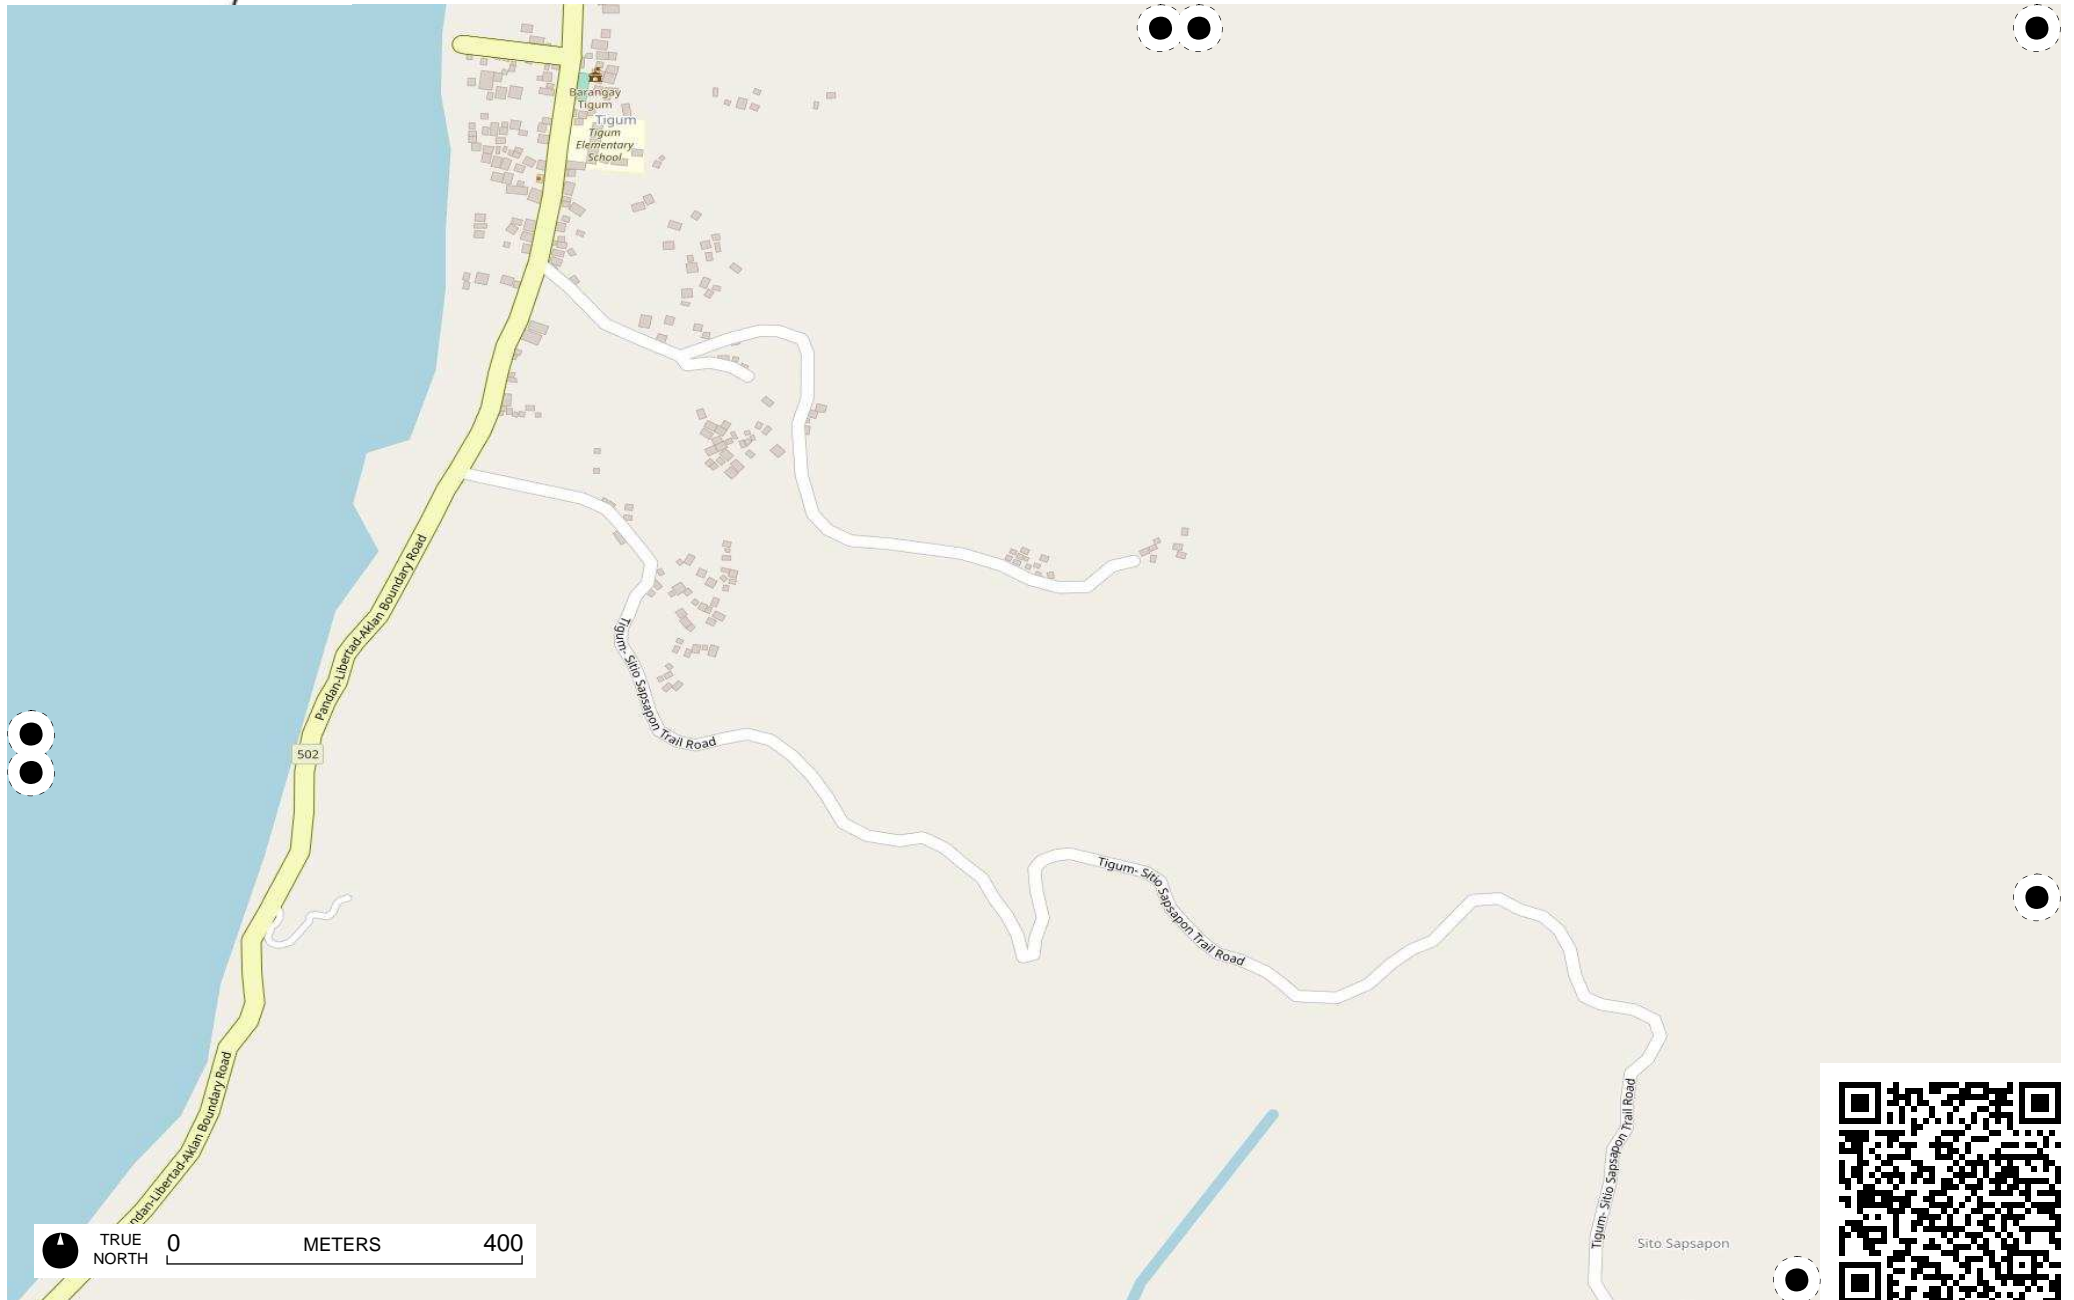 Barangay
Tigum
Tigum
Tigum
Elementary
School
Pandan-Libertad-Aklan Boundary Road
Tigum- Sitio Sapsapon Trail Road
502
Tigum- Sitio Sapsapon Trail Road
ndan-Libertad-Aklan Boundary Road
Tigum- Sitio Sapsapon Trail Road
Sito Sapsapon
TRUE
NORTH
0 METERS 400